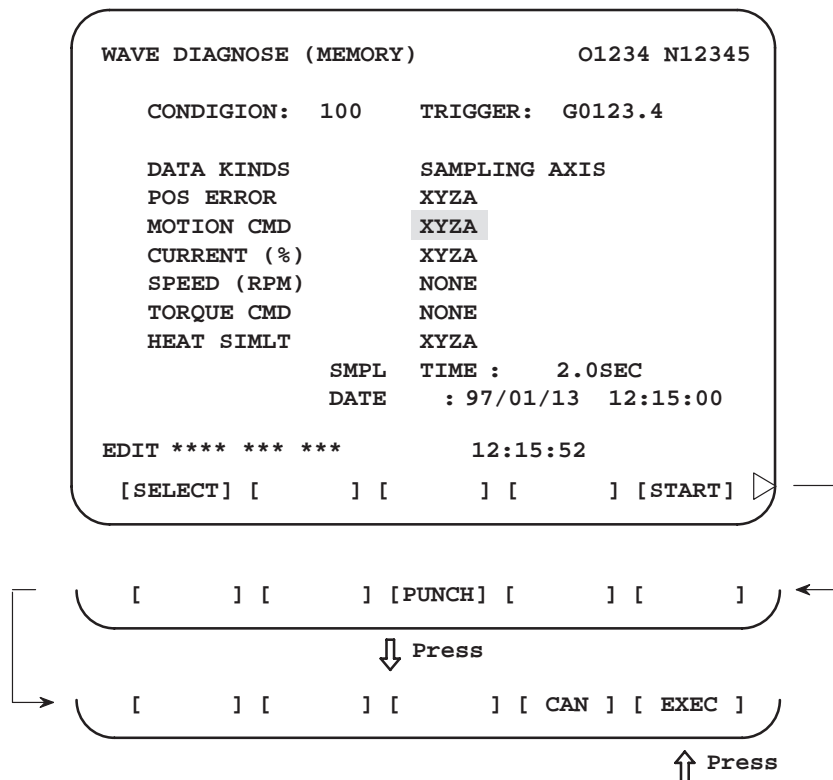 WAVE DIAGNOSE (MEMORY) O1234 N12345
CONDIGION: 100 TRIGGER: G0123.4
DATA KINDS SAMPLING AXIS
POS ERROR XYZA
MOTION CMD XYZA
CURRENT (%) XYZA
SPEED (RPM) NONE
TORQUE CMD NONE
HEAT SIMLT XYZA
SMPL TIME : 2.0SEC
DATE : 97/01/13 12:15:00
EDIT **** *** *** 12:15:52
[SELECT] [ ] [ ] [ ] [START]
[ ] [ ] [PUNCH] [ ] [ ]
Press
[ ] [ ] [ ] [ CAN ] [ EXEC ]
Press